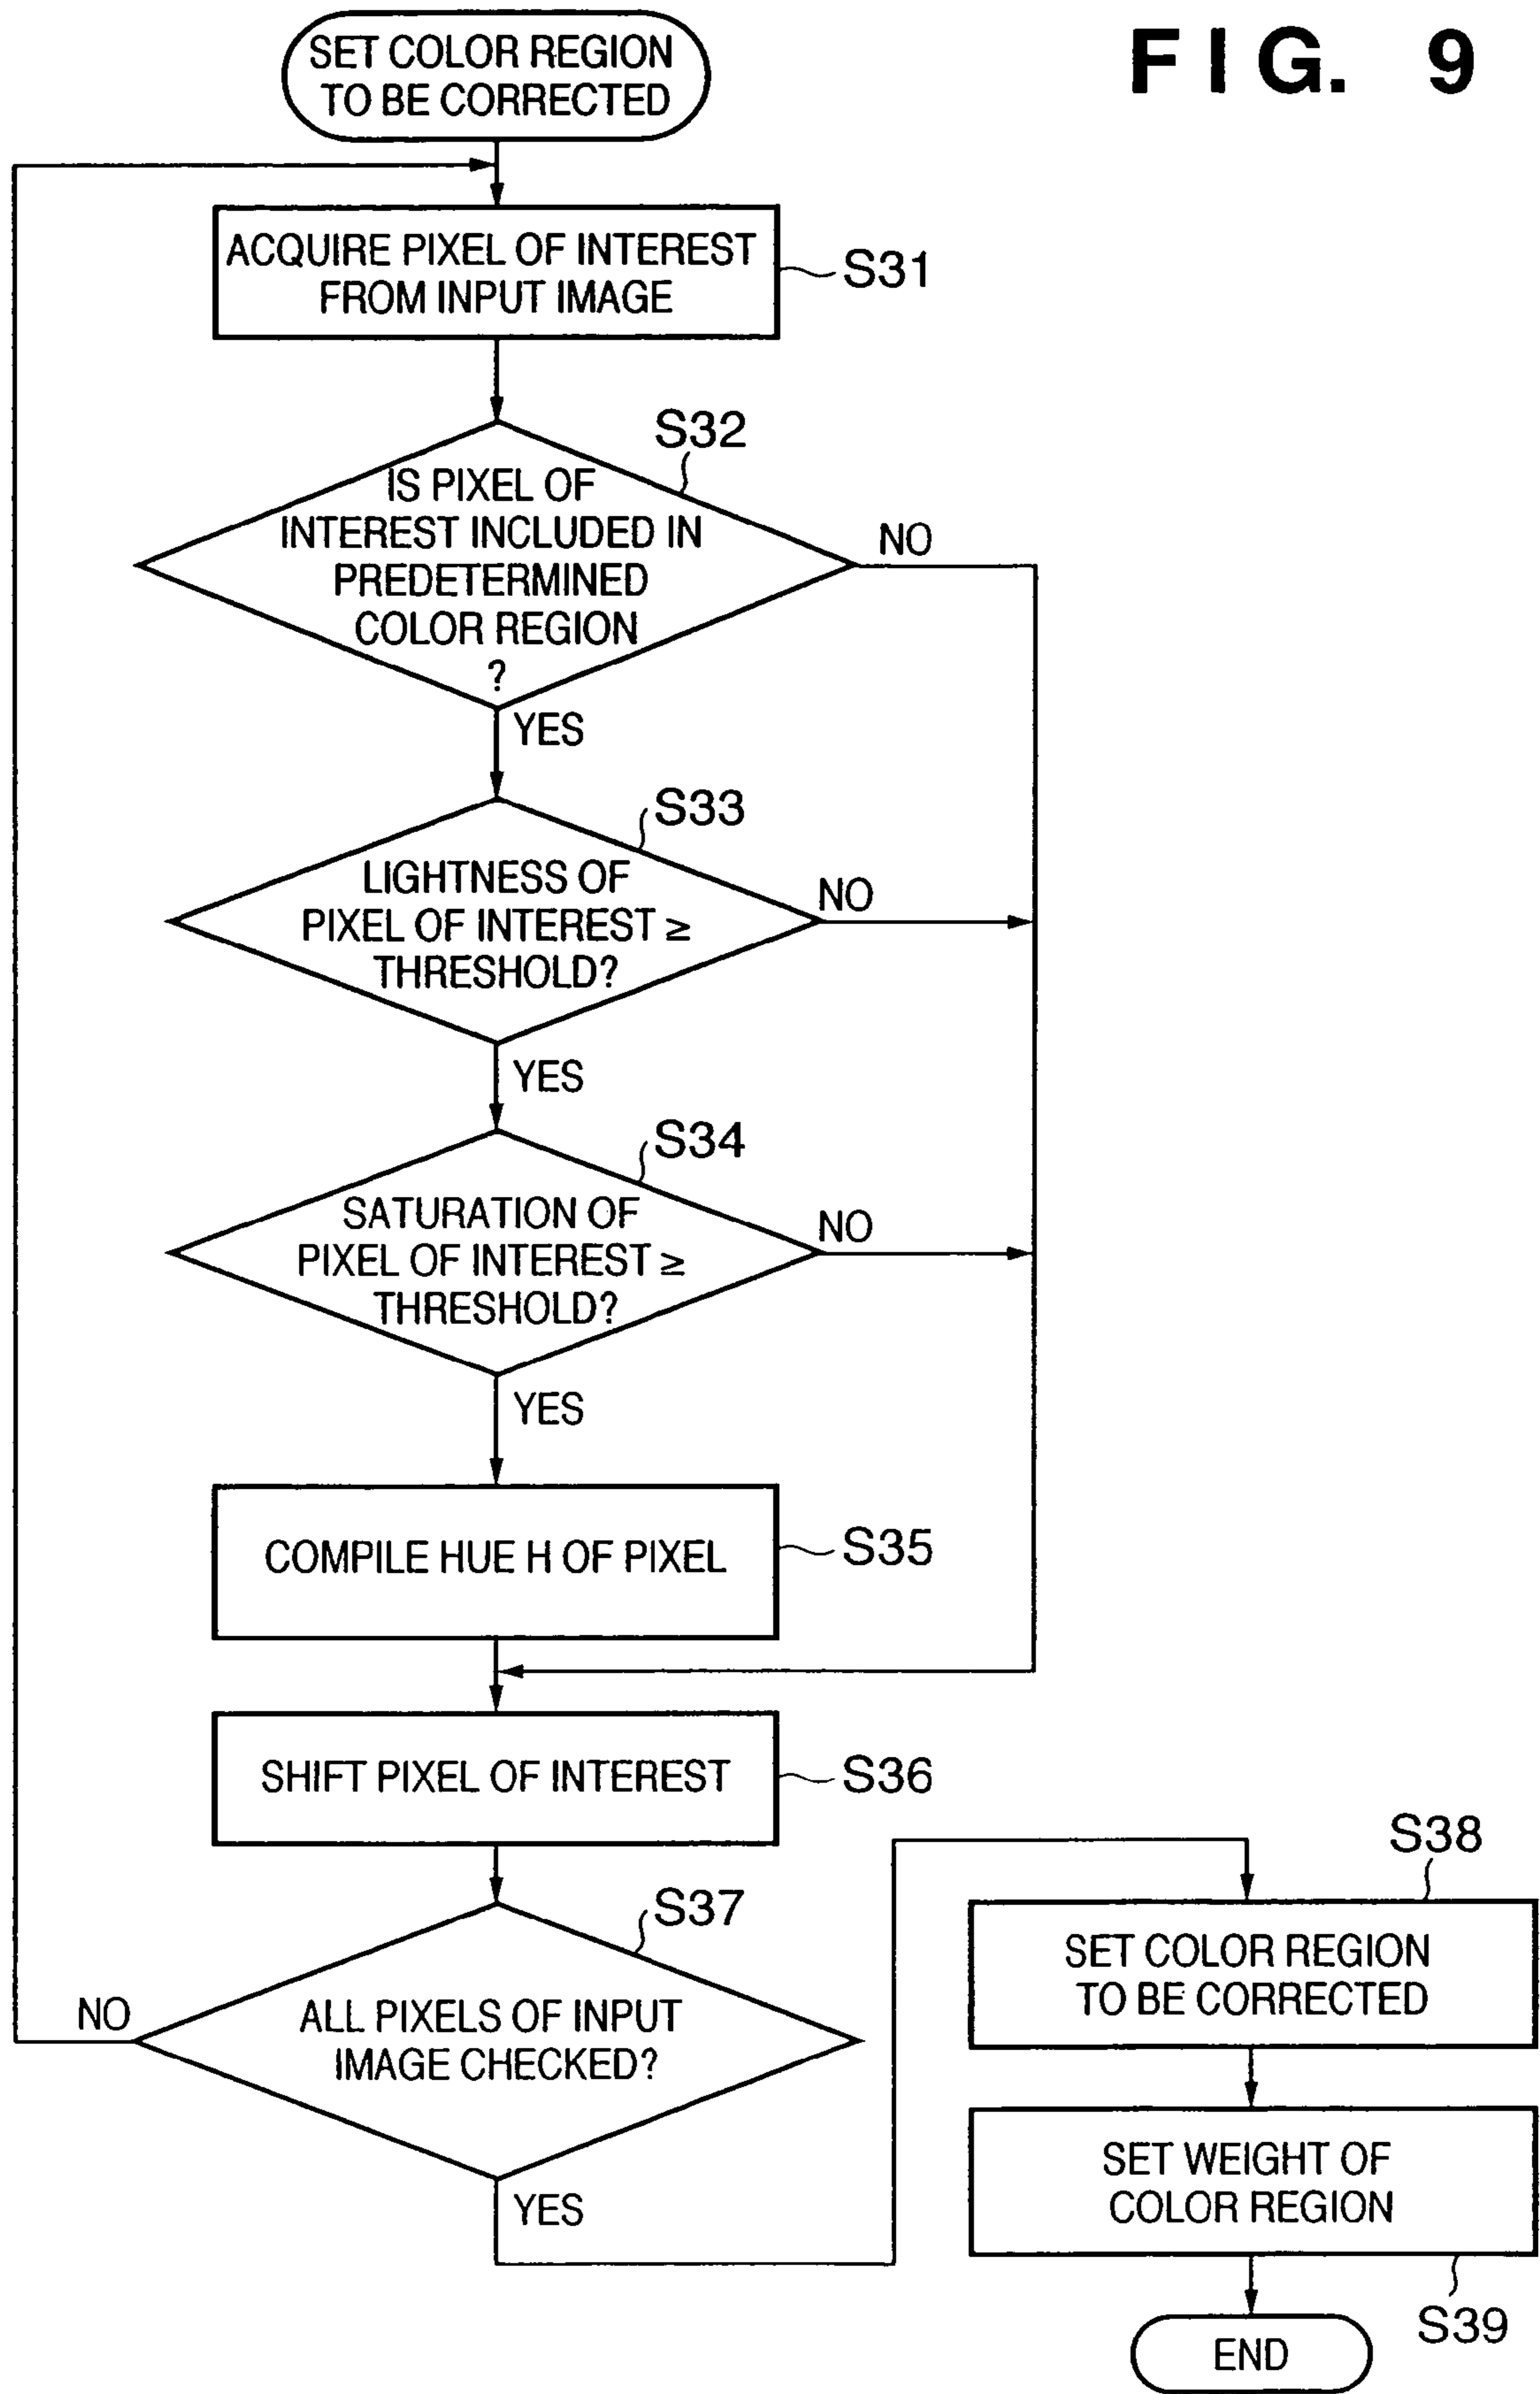 FIG. 9
SET COLOR REGION
TO BE CORRECTED
ACQUIRE PIXEL OF INTEREST
FROM INPUT IMAGE
S31
S32
IS PIXEL OF
INTEREST INCLUDED IN
PREDETERMINED
COLOR REGION
?
NO
YES
S33
LIGHTNESS OF
PIXEL OF INTEREST ≥
THRESHOLD?
NO
YES
S34
SATURATION OF
PIXEL OF INTEREST ≥
THRESHOLD?
NO
YES
COMPILE HUE H OF PIXEL
S35
SHIFT PIXEL OF INTEREST
S36
S37
ALL PIXELS OF INPUT
IMAGE CHECKED?
NO
YES
S38
SET COLOR REGION
TO BE CORRECTED
SET WEIGHT OF
COLOR REGION
S39
END